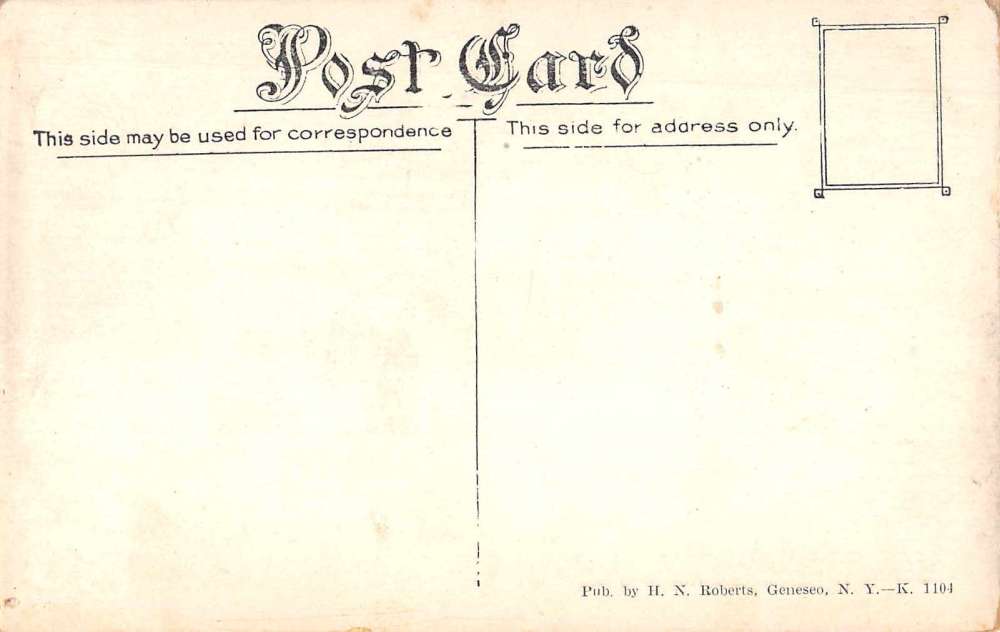 Post Card
This side may be used for correspondence
This side for address only.
Pub. by H. N. Roberts, Geneseo, N. Y.—K. 1104